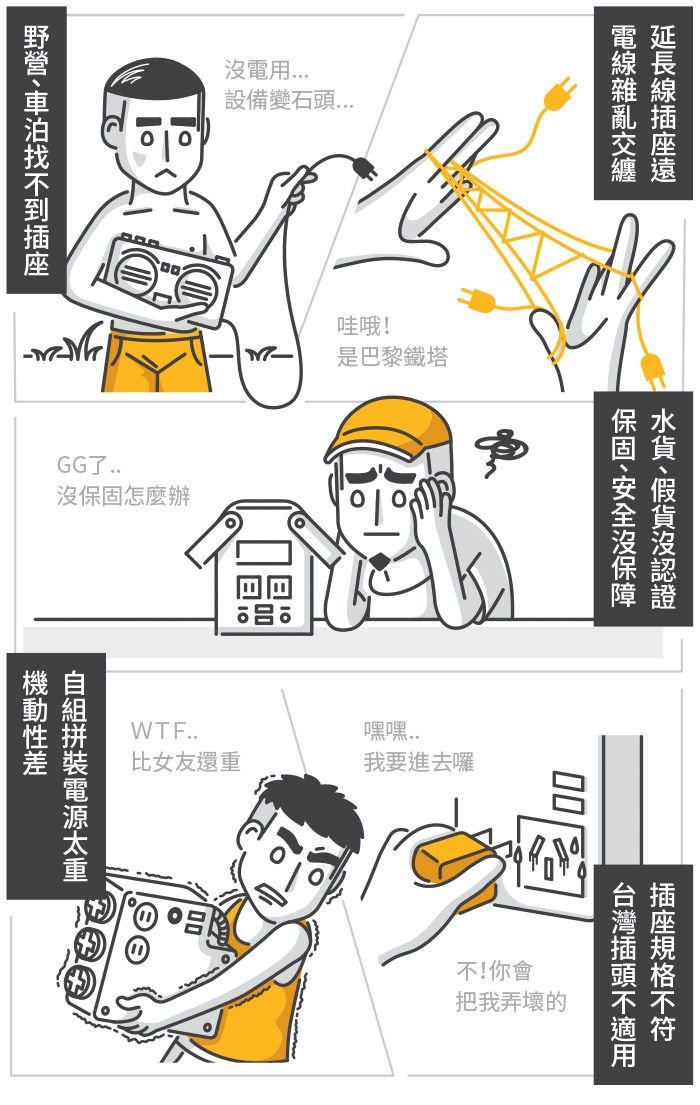 野營、車泊找不到插座
沒電用...
設備變石頭...
延長線插座遠
電線雜亂交纏
哇哦!
是巴黎鐵塔
水貨、假貨沒認證
保固、安全沒保障
GG了..
沒保固怎麼辦
自組拼裝電源太重
機動性差
WTF..
比女友還重
嘿嘿..
我要進去囉
不!你會
把我弄壞的
插座規格不符
台灣插頭不適用